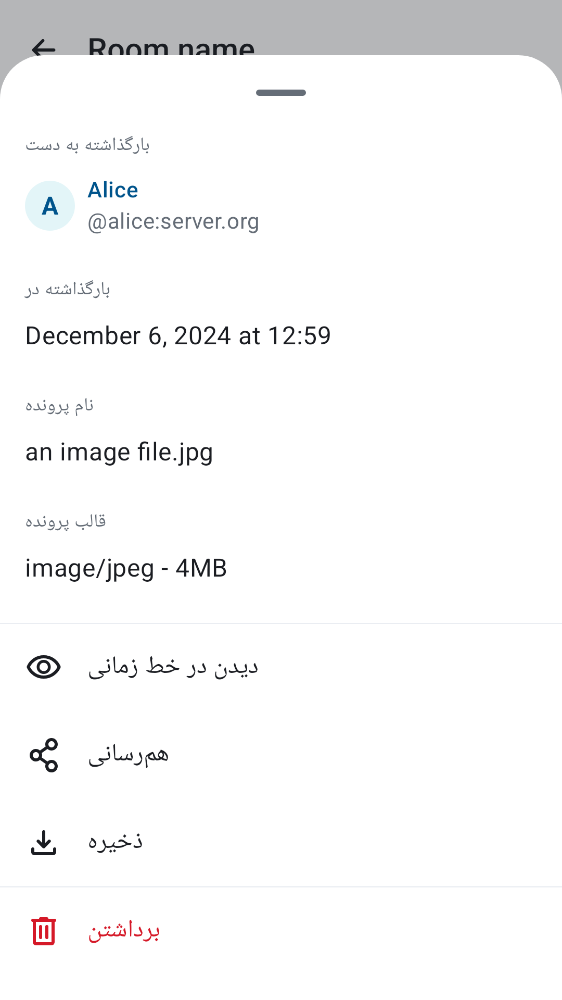 Room name
بارگذاشته به دست
A
Alice
@alice:server.org
بارگذاشته در
December 6, 2024 at 12:59
نام پرونده
an image file.jpg
قالب پرونده
image/jpeg - 4MB
دیدن در خط زمانی
هم‌رسانی
ذخیره
برداشتن